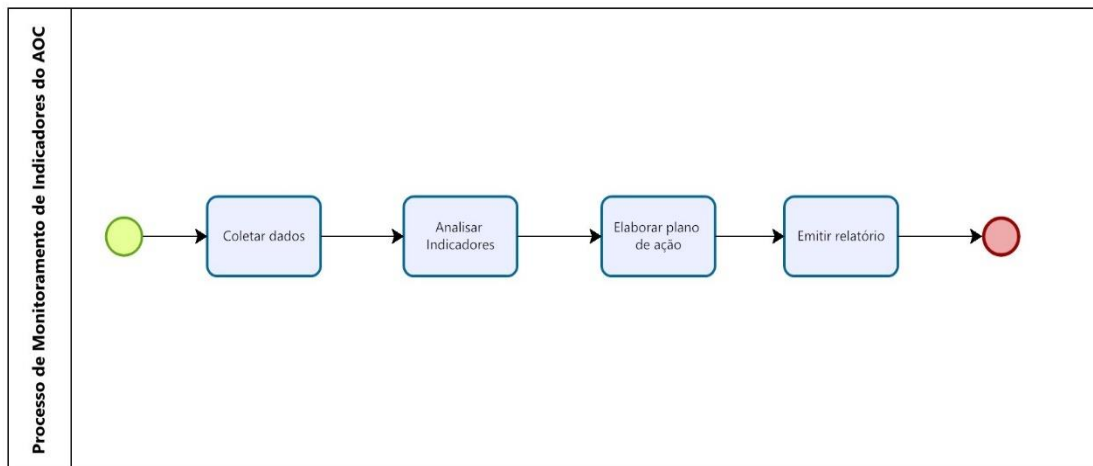 Processo de Monitoramento de Indicadores do AOC
Coletar dados
Analisar
Indicadores
Elaborar plano
de ação
Emitir relatório